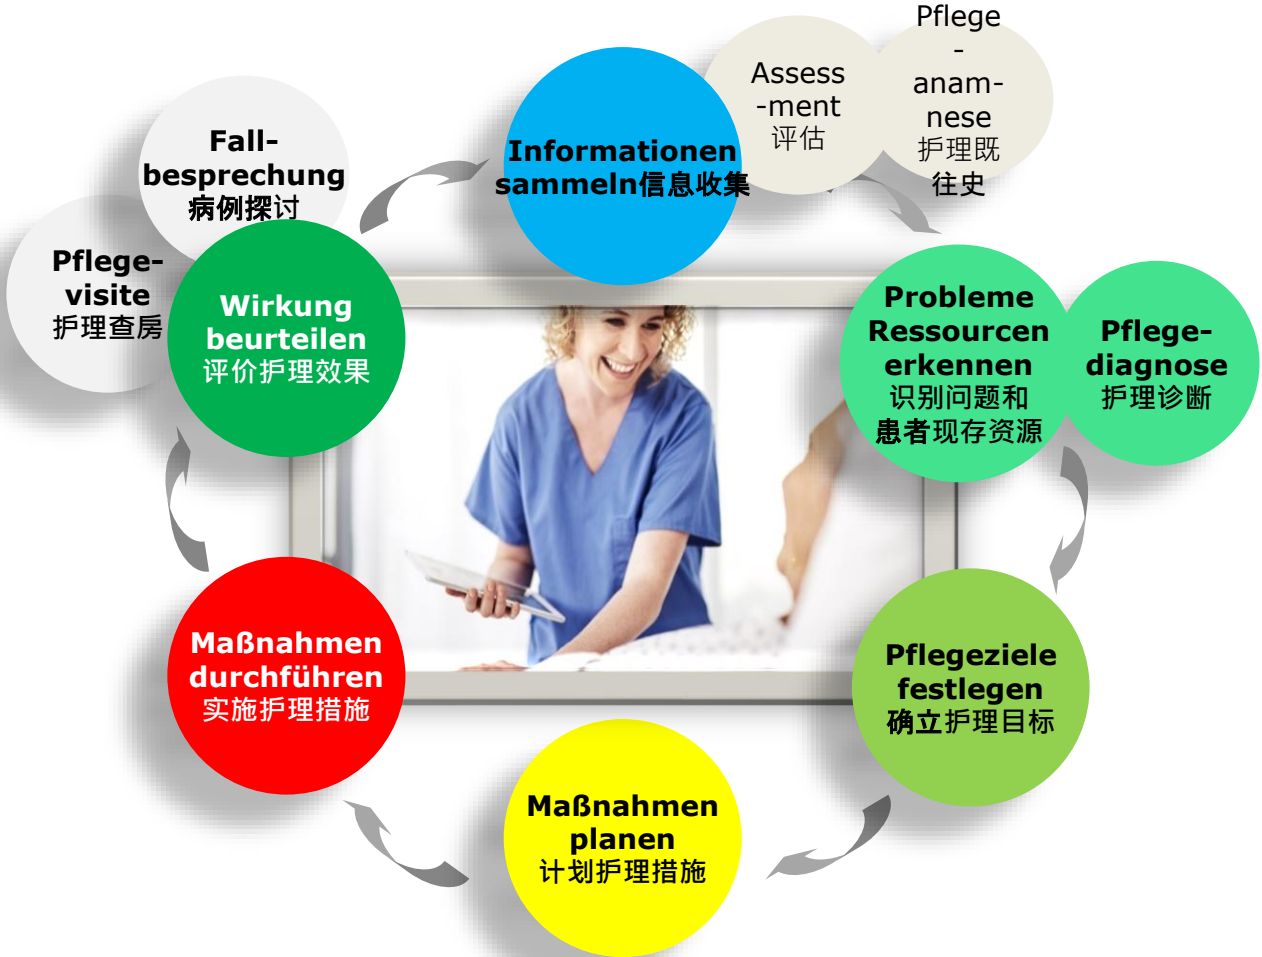 Informationen
sammeln信息收集
Assess
-ment
评估
Pflege
-
anam-
nese
护理既
往史
Probleme
Ressourcen
erkennen
识别问题和
患者现存资源
Pflege-
diagnose
护理诊断
Pflegeziele
festlegen
确立护理目标
Maßnahmen
planen
计划护理措施
Maßnahmen
durchführen
实施护理措施
Wirkung
beurteilen
评价护理效果
Pflege-
visite
护理查房
Fall-
besprechung
病例探讨